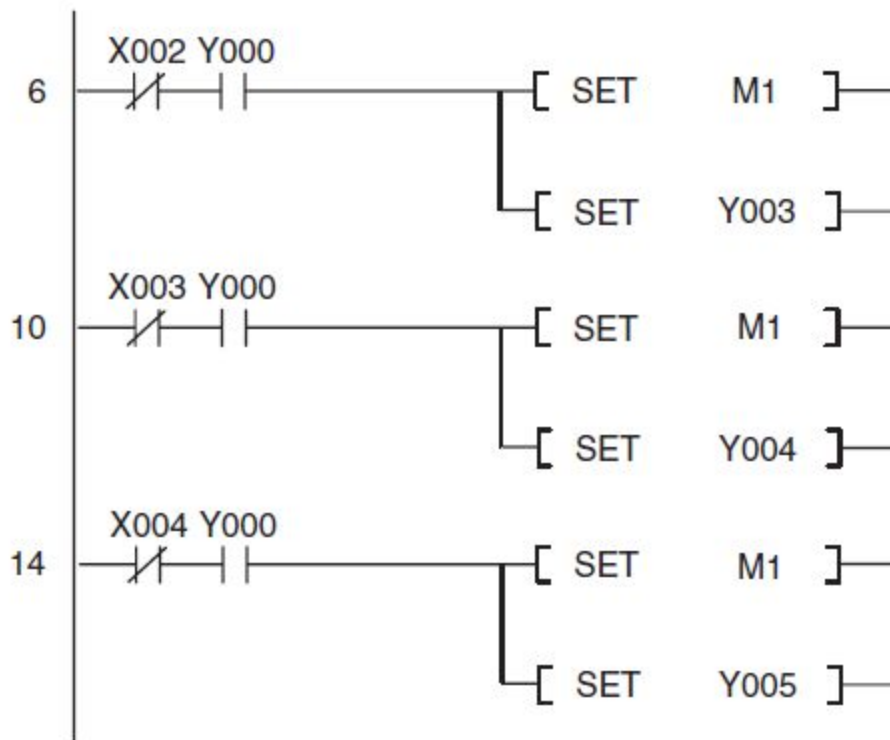 X002 Y000
6 SET M1
SET Y003
X003 Y000
10 SET M1
SET Y004
X004 Y000
14 SET M1
SET Y005